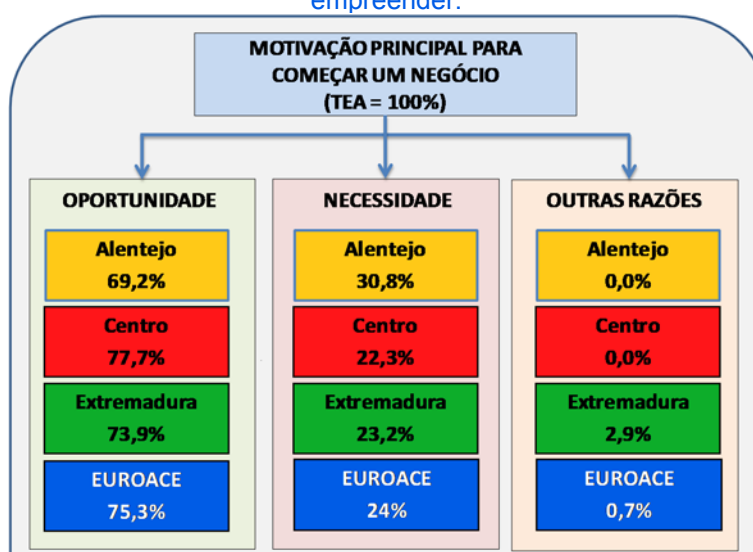 empreender.
MOTIVAÇÃO PRINCIPAL PARA
COMEÇAR UM NEGÓCIO
(TEA = 100%)
OPORTUNIDADE
Alentejo
69,2%
Centro
77,7%
Extremadura
73,9%
EUROACE
75,3%
NECESSIDADE
Alentejo
30,8%
Centro
22,3%
Extremadura
23,2%
EUROACE
24%
OUTRAS RAZÕES
Alentejo
0,0%
Centro
0,0%
Extremadura
2,9%
EUROACE
0,7%